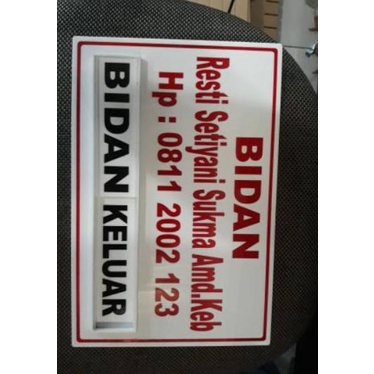 BIDAN
Resti Setiyani Sukma Amd.Keb
Hp : 0811 2002 123
BIDAN KELUAR